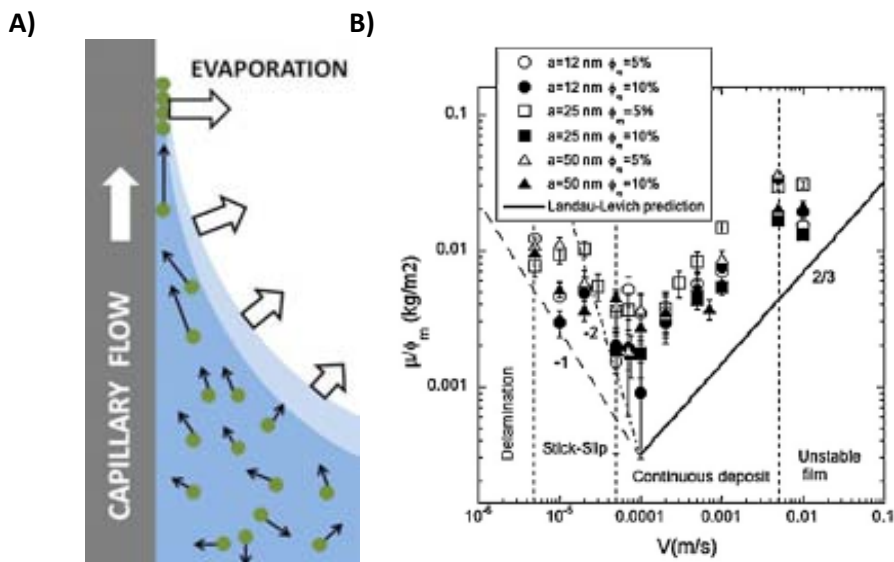 A)
EVAPORATION
CAPILLARY FLOW
B)
a=12 nm ϕm=5%
a=12 nm ϕm=10%
a=25 nm ϕm=5%
a=25 nm ϕm=10%
a=50 nm ϕm=5%
a=50 nm ϕm=10%
Landau-Levich prediction
0.1
0.01
0.001
μ/ϕm (kg/m2)
-1
-2
2/3
Delamination
Stick-Slip
Continuous deposit
Unstable
film
10-6
10-5
0.0001
0.001
0.01
0.1
V(m/s)